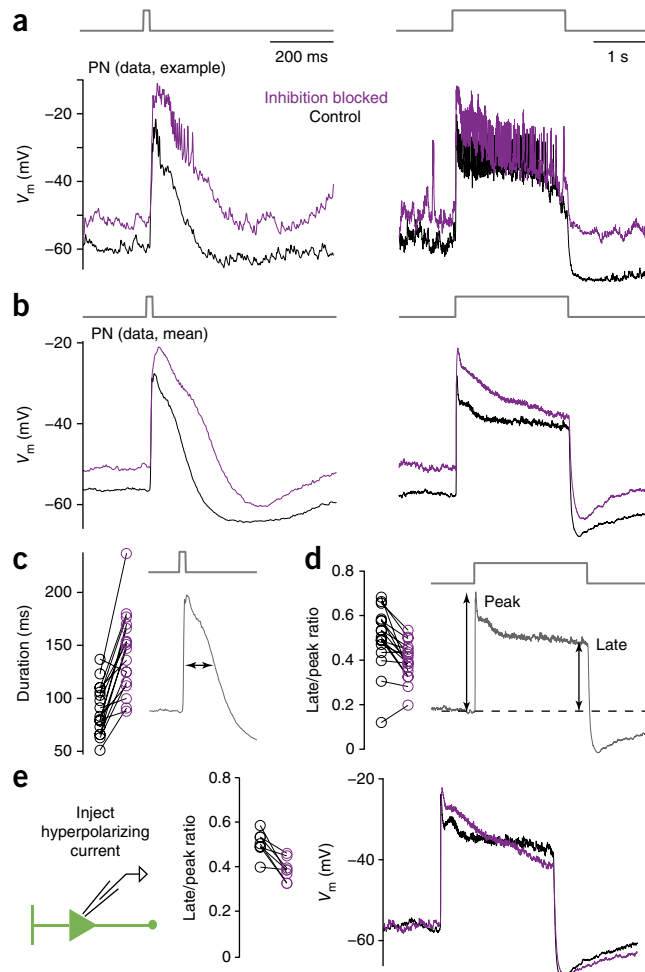 a
200 ms
1 s
PN (data, example)
Inhibition blocked
Control
−20
−40
−60
Vm (mV)
b
PN (data, mean)
−20
−40
−60
Vm (mV)
c
200
150
100
50
Duration (ms)
d
0.8
0.6
0.4
0.2
0
Late/peak ratio
Peak
Late
e
Inject
hyperpolarizing
current
0.8
0.6
0.4
0.2
0
Late/peak ratio
−20
−40
−60
Vm (mV)